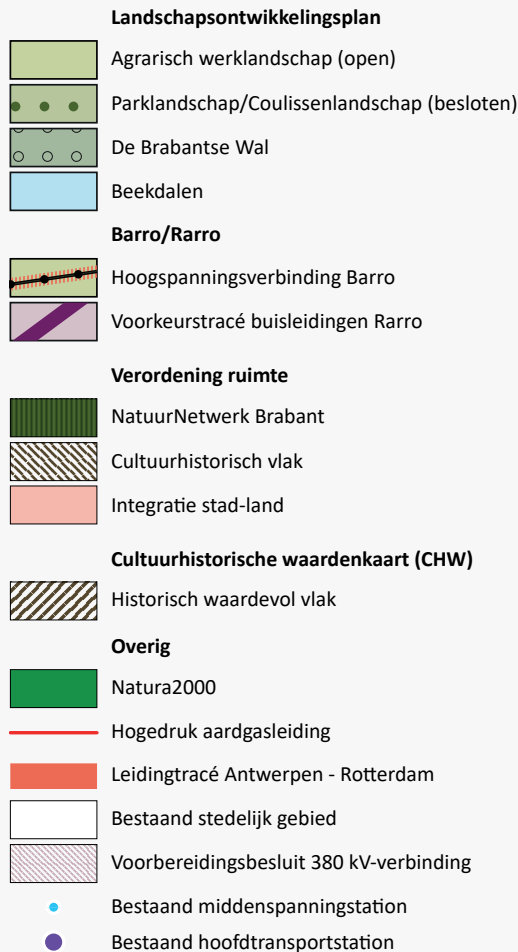 Landschapsontwikkelingsplan
Agrarisch werklandschap (open)
Parklandschap/Coulissenlandschap (besloten)
De Brabantse Wal
Beekdalen
Barro/Rarro
Hoogspanningsverbinding Barro
Voorkeurstracé buisleidingen Rarro
Verordening ruimte
NatuurNetwerk Brabant
Cultuurhistorisch vlak
Integratie stad-land
Cultuurhistorische waardenkaart (CHW)
Historisch waardevol vlak
Overig
Natura2000
Hogedruk aardgasleiding
Leidingtracé Antwerpen - Rotterdam
Bestaand stedelijk gebied
Voorbereidingsbesluit 380 kV-verbinding
Bestaand middenspanningstation
Bestaand hoofdtransportstation